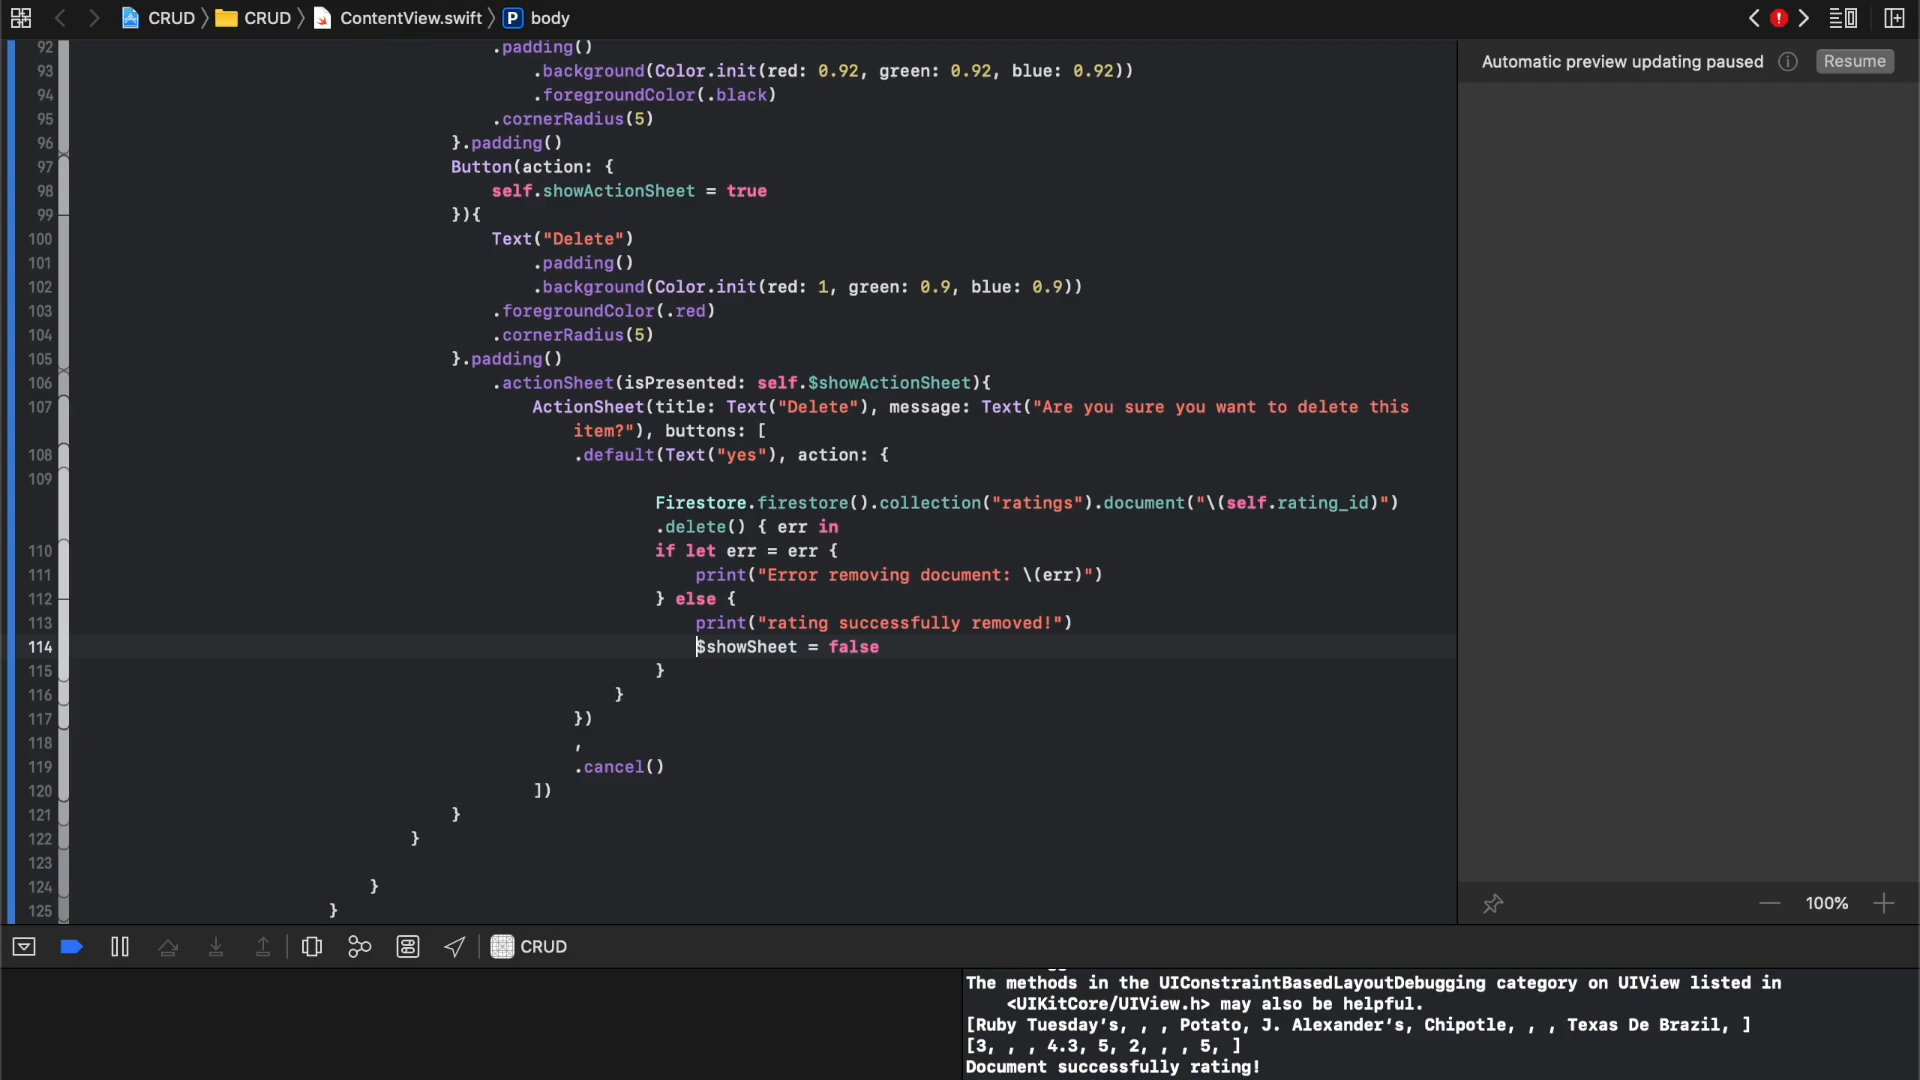 CRUD CRUD ContentView.swift P body
Automatic preview updating paused Resume
92 .padding()
93 .background(Color.init(red: 0.92, green: 0.92, blue: 0.92))
94 .foregroundColor(.black)
95 .cornerRadius(5)
96 }.padding()
97 Button(action: {
98 self.showActionSheet = true
99 }){
100 Text("Delete")
101 .padding()
102 .background(Color.init(red: 1, green: 0.9, blue: 0.9))
103 .foregroundColor(.red)
104 .cornerRadius(5)
105 }.padding()
106 .actionSheet(isPresented: self.$showActionSheet){
107 ActionSheet(title: Text("Delete"), message: Text("Are you sure you want to delete this
item?"), buttons: [
108 .default(Text("yes"), action: {
109
Firestore.firestore().collection("ratings").document("\(self.rating_id)")
.delete() { err in
110 if let err = err {
111 print("Error removing document: \(err)")
112 } else {
113 print("rating successfully removed!")
114 $showSheet = false
115 }
116 }
117 })
118 ,
119 .cancel()
120 ])
121 }
122 }
123
124 }
125 }
100%
CRUD
The methods in the UIConstraintBasedLayoutDebugging category on UIView listed in
<UIKitCore/UIView.h> may also be helpful.
[Ruby Tuesday's, , , Potato, J. Alexander's, Chipotle, , , Texas De Brazil, ]
[3, , , 4.3, 5, 2, , , 5, ]
Document successfully rating!